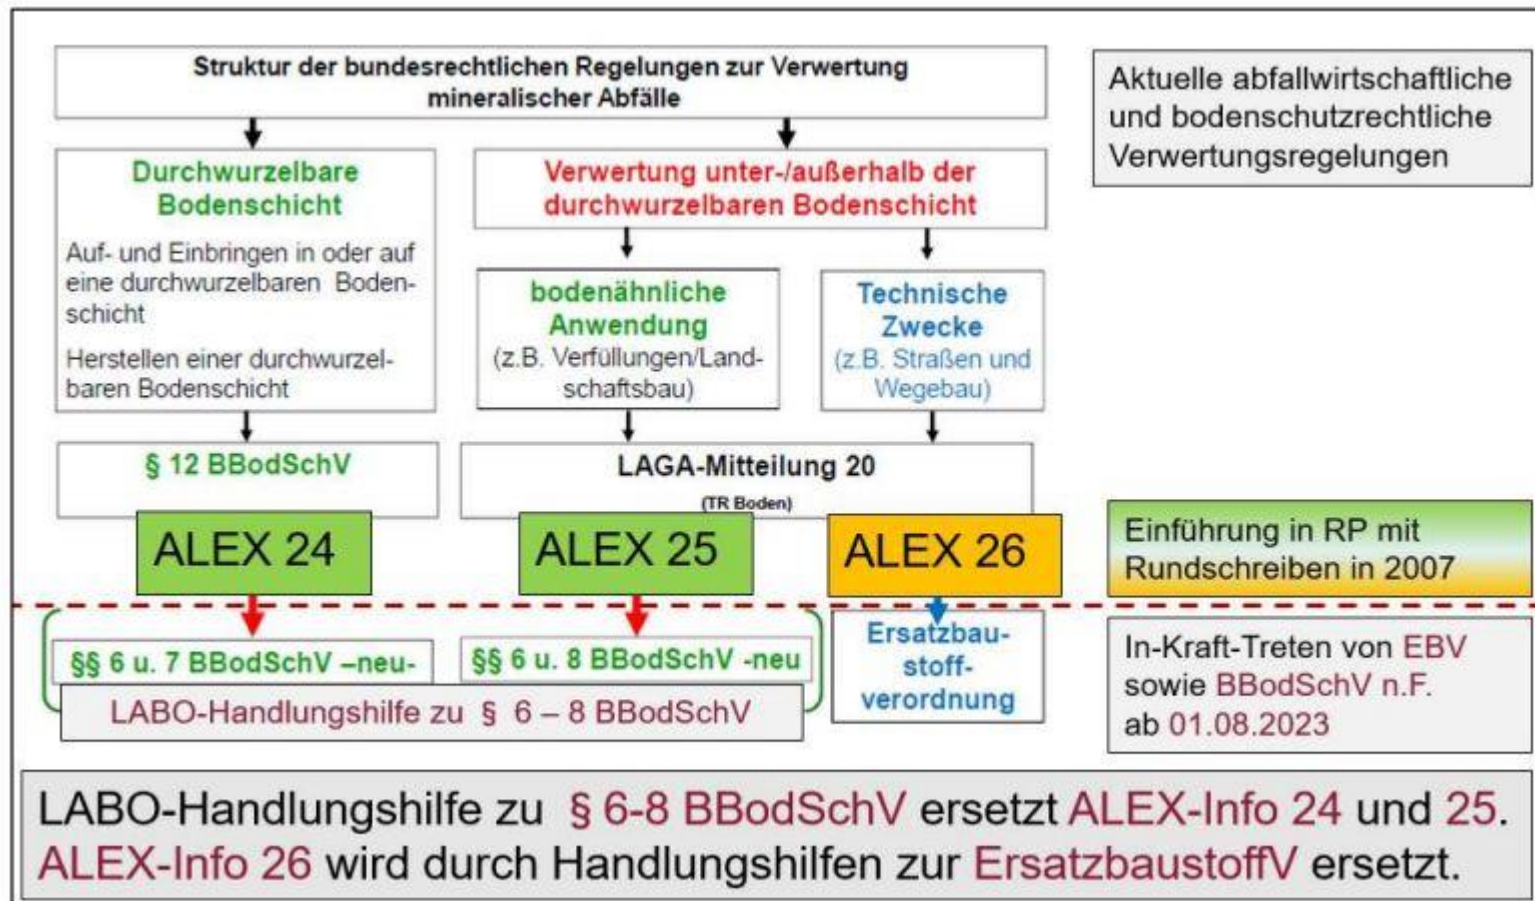 Struktur der bundesrechtlichen Regelungen zur Verwertung
mineralischer Abfälle
Aktuelle abfallwirtschaftliche
und bodenschutzrechtliche
Verwertungsregelungen
Durchwurzelbare
Bodenschicht
Auf- und Einbringen in oder auf
eine durchwurzelbaren Boden-
schicht
Herstellen einer durchwurzel-
baren Bodenschicht
Verwertung unter-/außerhalb der
durchwurzelbaren Bodenschicht
bodenähnliche
Anwendung
(z.B. Verfüllungen/Land-
schaftsbau)
Technische
Zwecke
(z.B. Straßen und
Wegebau)
§ 12 BBodSchV
LAGA-Mitteilung 20
(TR Boden)
ALEX 24
ALEX 25
ALEX 26
Einführung in RP mit
Rundschreiben in 2007
§§ 6 u. 7 BBodSchV –neu-
§§ 6 u. 8 BBodSchV -neu
LABO-Handlungshilfe zu § 6 – 8 BBodSchV
Ersatzbau-
stoff-
verordnung
In-Kraft-Treten von EBV
sowie BBodSchV n.F.
ab 01.08.2023
LABO-Handlungshilfe zu § 6-8 BBodSchV ersetzt ALEX-Info 24 und 25.
ALEX-Info 26 wird durch Handlungshilfen zur ErsatzbaustoffV ersetzt.